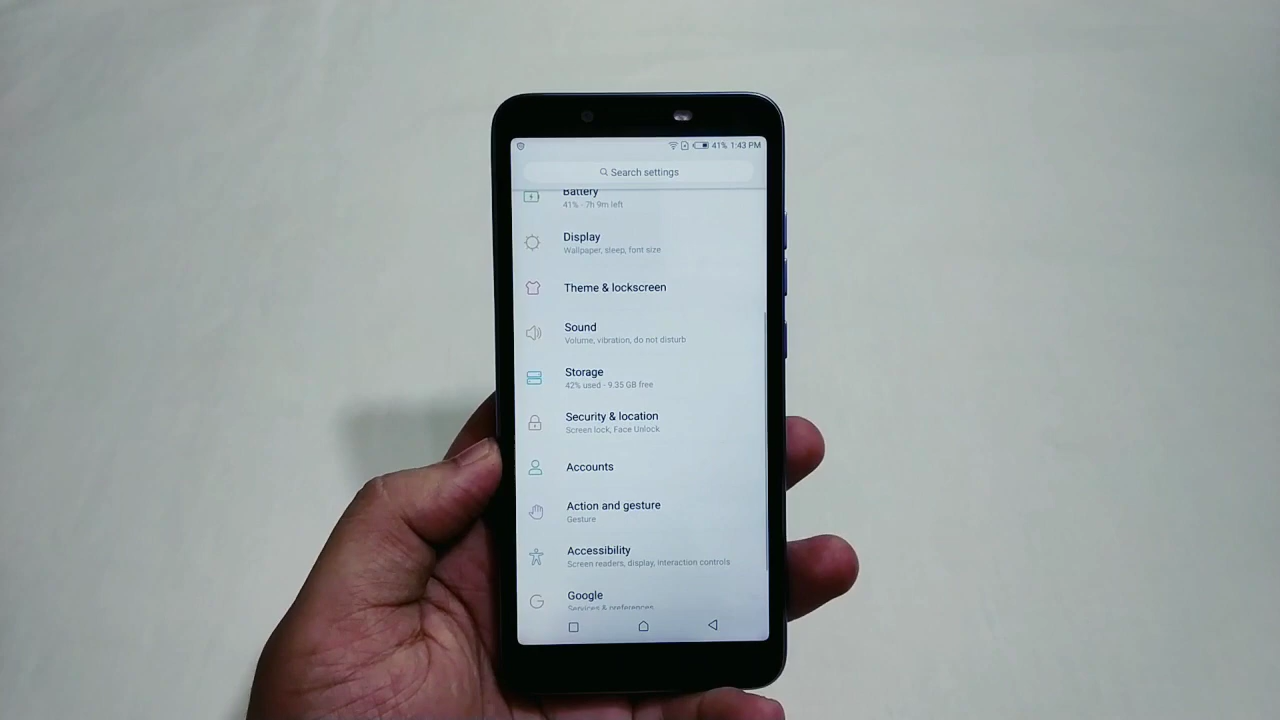 41% 1:43 PM
Search settings
Battery
41% - 7h 9m left
Display
Wallpaper, sleep, font size
Theme & lockscreen
Sound
Volume, vibration, do not disturb
Storage
42% used - 9.35 GB free
Security & location
Screen lock, Face Unlock
Accounts
Action and gesture
Gesture
Accessibility
Screen readers, display, interaction controls
Google
Services & preferences